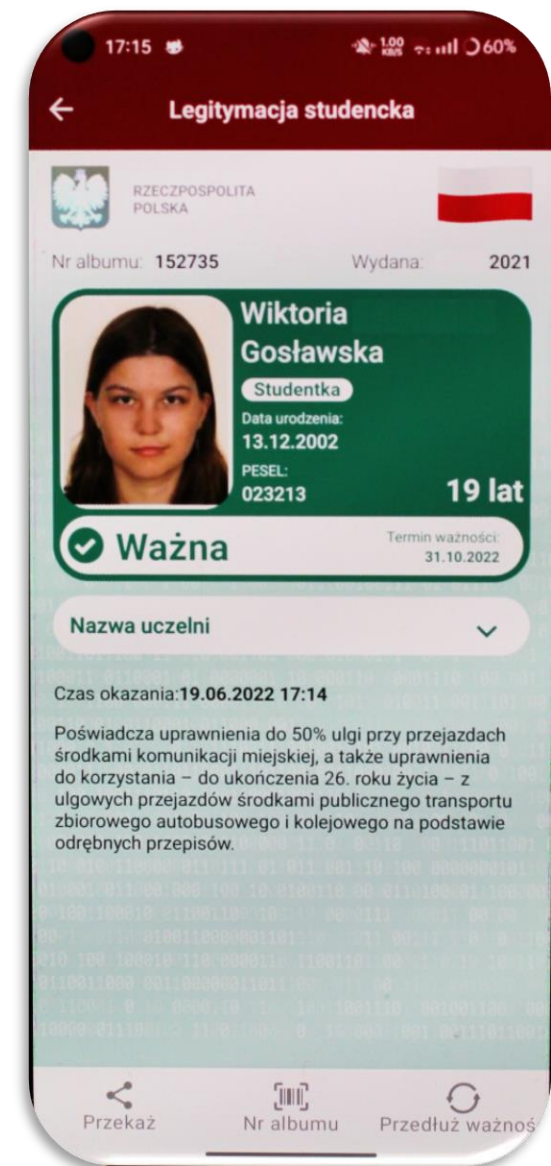 17:15 1.00 KB/S 60%
Legitymacja studencka
RZECZPOSPOLITA
POLSKA
Nr albumu: 152735 Wydana: 2021
Wiktoria
Gosławska
Studentka
Data urodzenia:
13.12.2002
PESEL:
023213
19 lat
Ważna
Termin ważności:
31.10.2022
Nazwa uczelni
Czas okazania:19.06.2022 17:14
Poświadcza uprawnienia do 50% ulgi przy przejazdach
środkami komunikacji miejskiej, a także uprawnienia
do korzystania – do ukończenia 26. roku życia – z
ulgowych przejazdów środkami publicznego transportu
zbiorowego autobusowego i kolejowego na podstawie
odrębnych przepisów.
Przekaż Nr albumu Przedłuż ważnoś